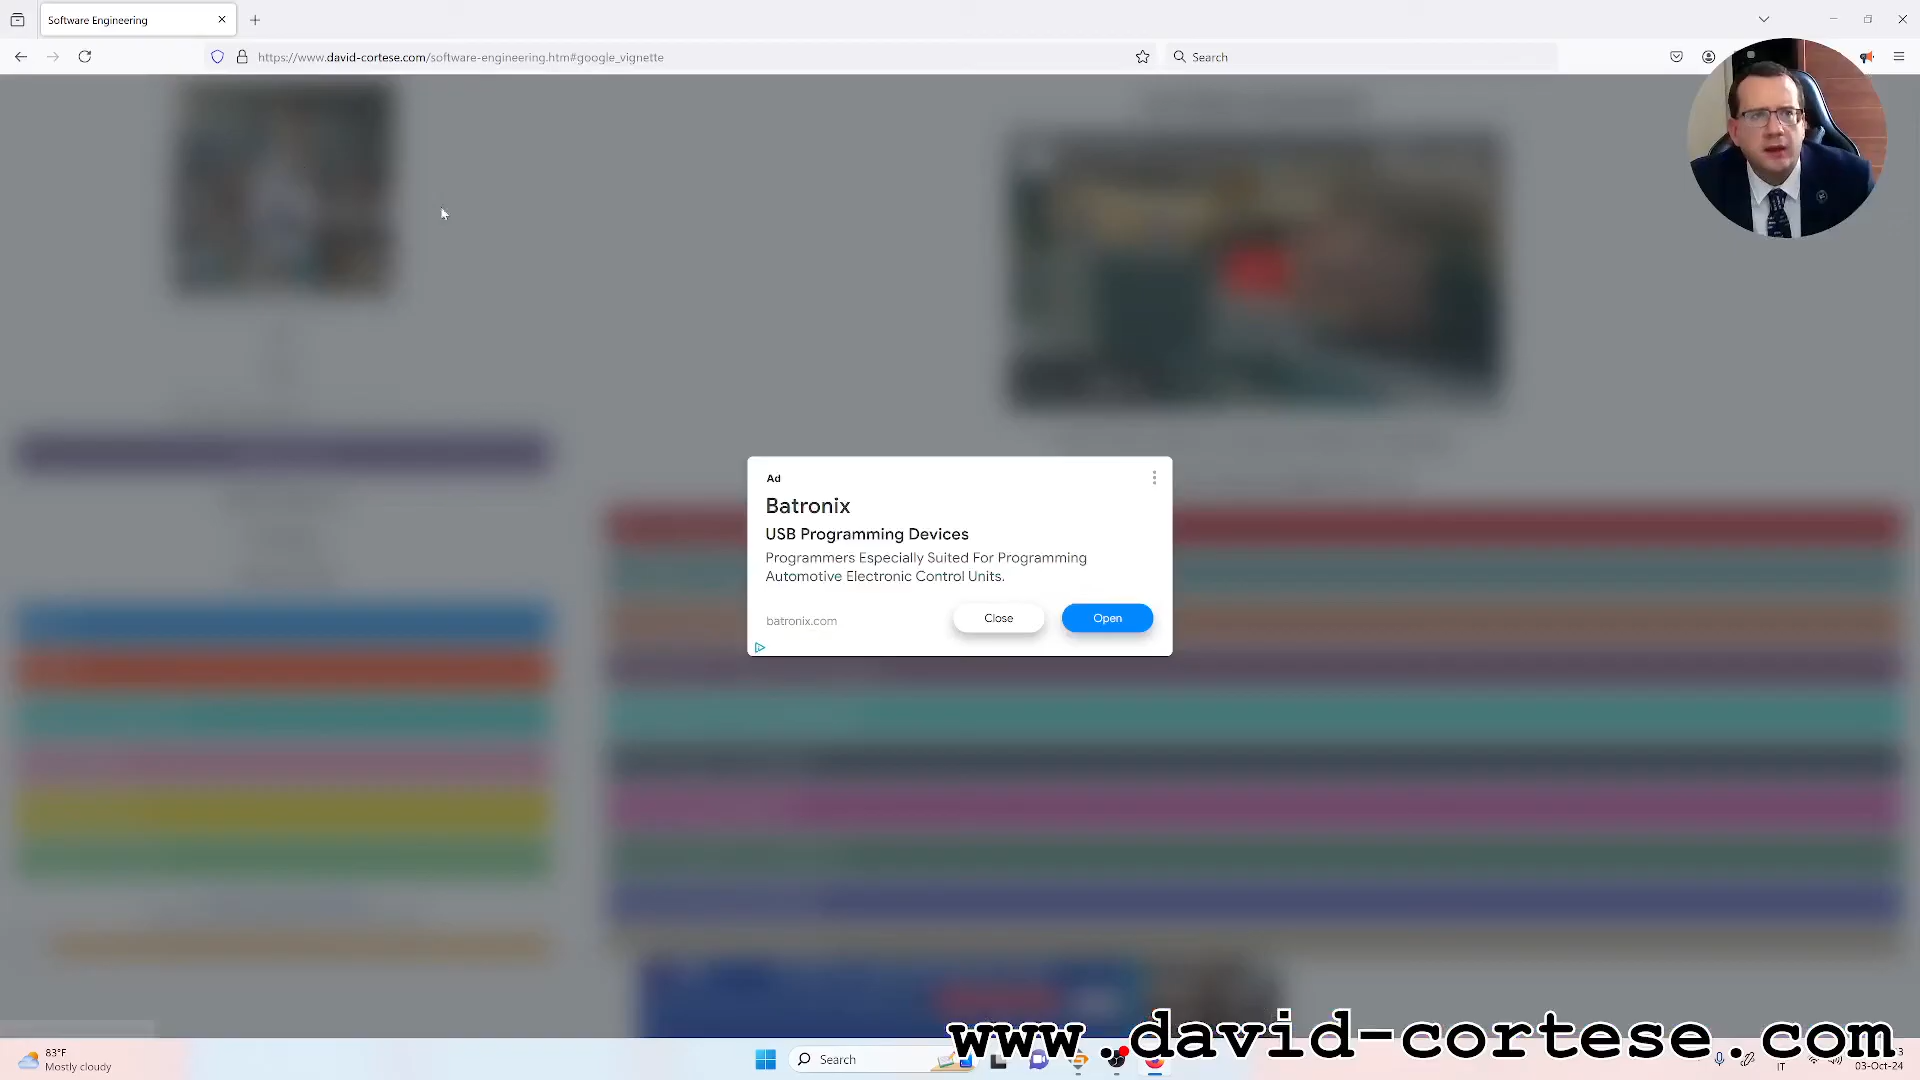 Software Engineering
https://www.david-cortese.com/software-engineering.htm#google_vignette
Search
Ad
Batronix
USB Programming Devices
Programmers Especially Suited For Programming
Automotive Electronic Control Units.
batronix.com
Close
Open
www.david-cortese.com
83°F
Mostly cloudy
Search
IT
03-Oct-24